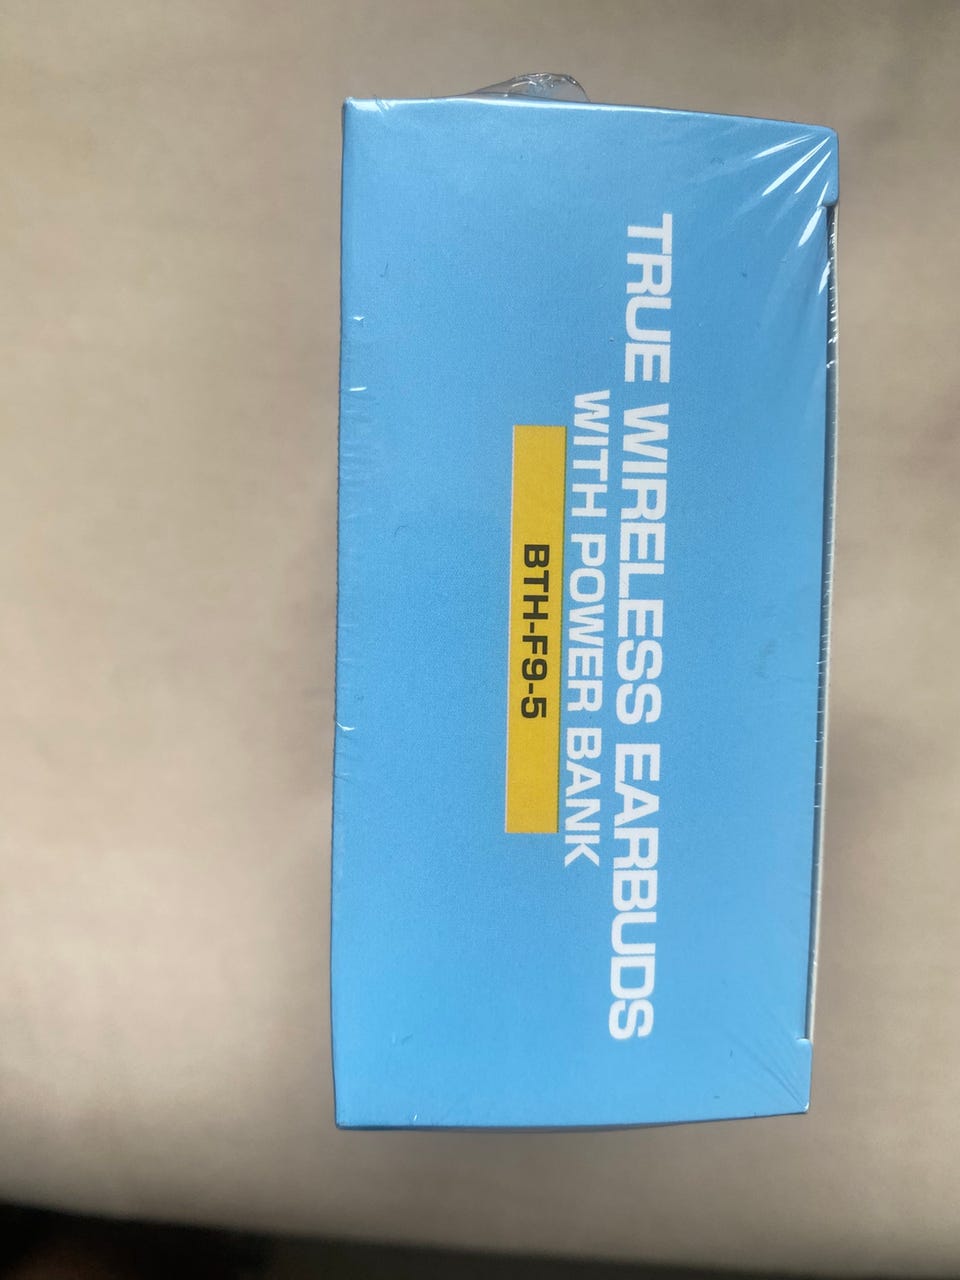 TRUE WIRELESS EARBUDS
WITH POWER BANK
BTH-F9-5